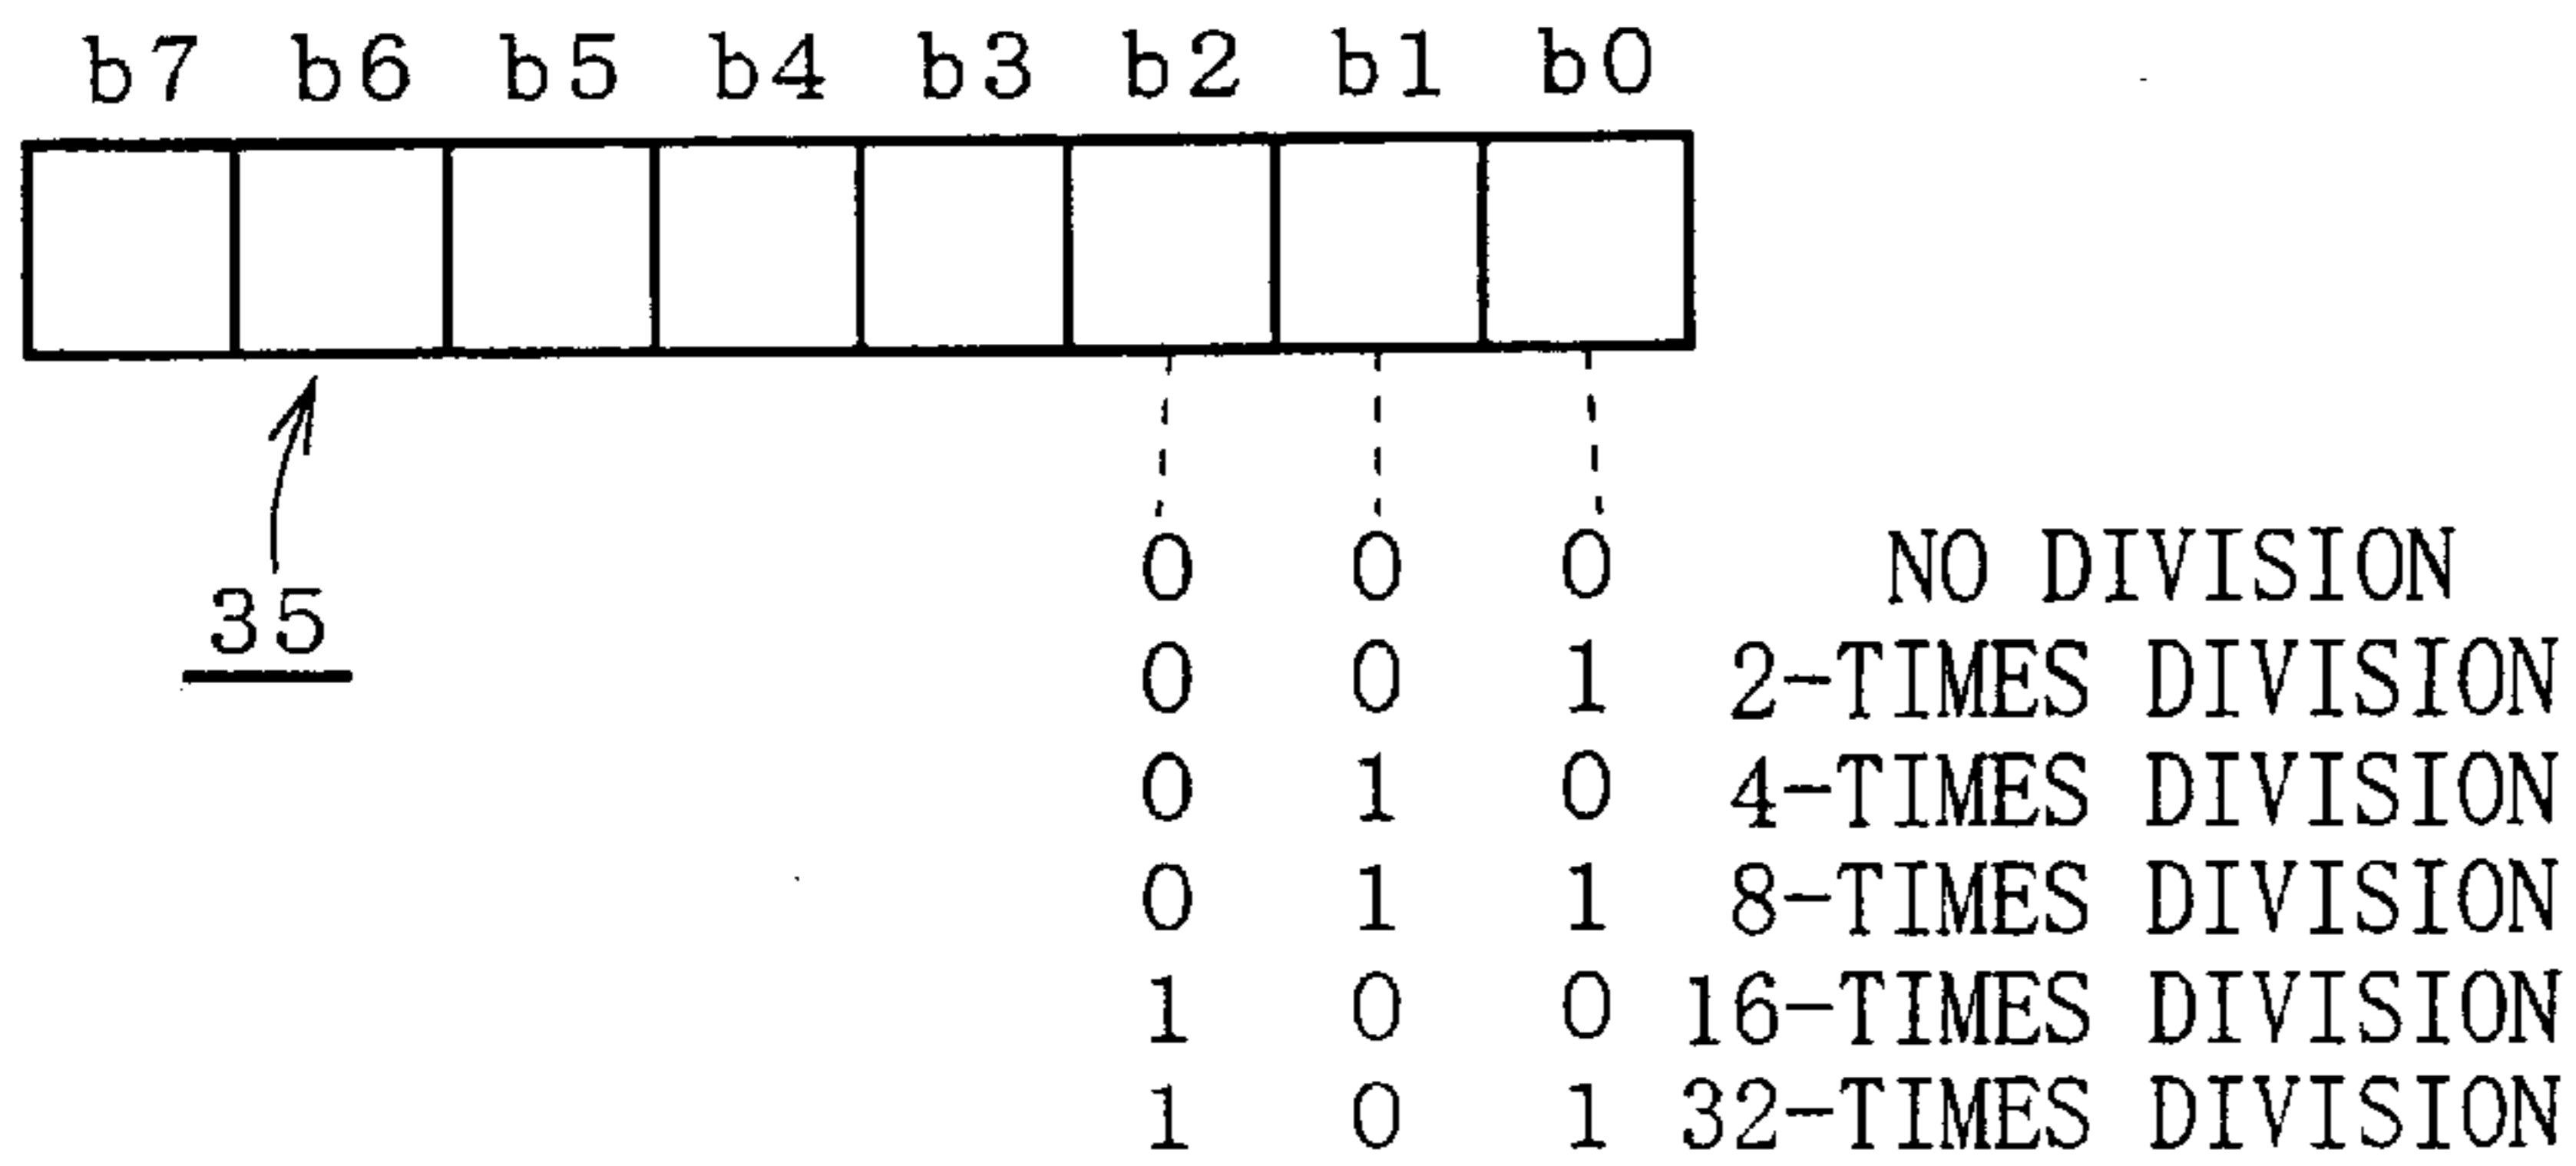 b7 b6 b5 b4 b3 b2 b1 b0
35
0 0 0 NO DIVISION
0 0 1 2-TIMES DIVISION
0 1 0 4-TIMES DIVISION
0 1 1 8-TIMES DIVISION
1 0 0 16-TIMES DIVISION
1 0 1 32-TIMES DIVISION